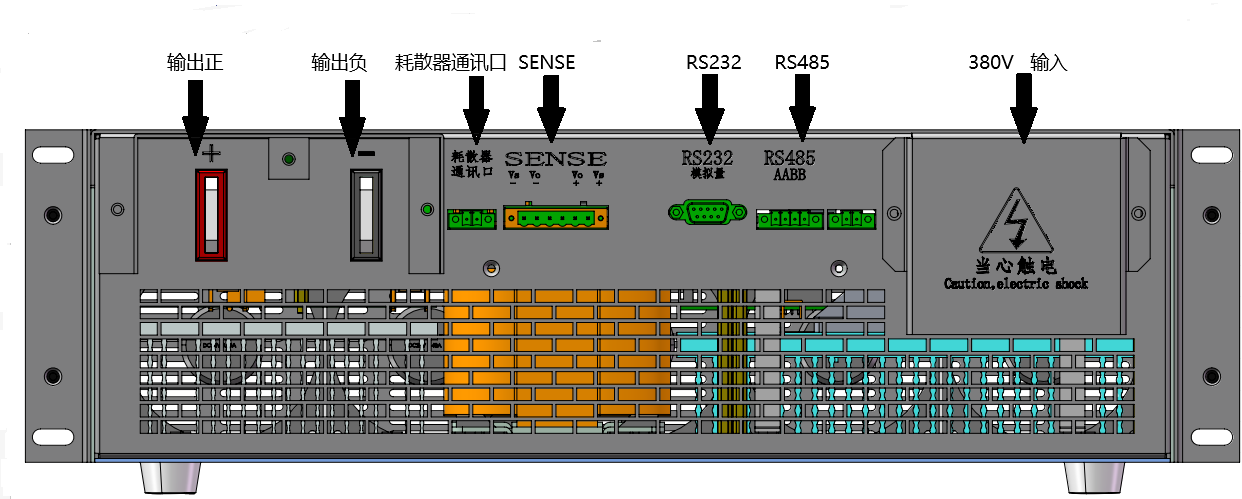 输出正 输出负 耗散器通讯口 SENSE RS232 RS485 380V 输入
+ −
耗散器
通讯口
SENSE
Vs Vo Vo Vs
− − + +
RS232
模拟量
RS485
AABB
当心触电
Caution,electric shock